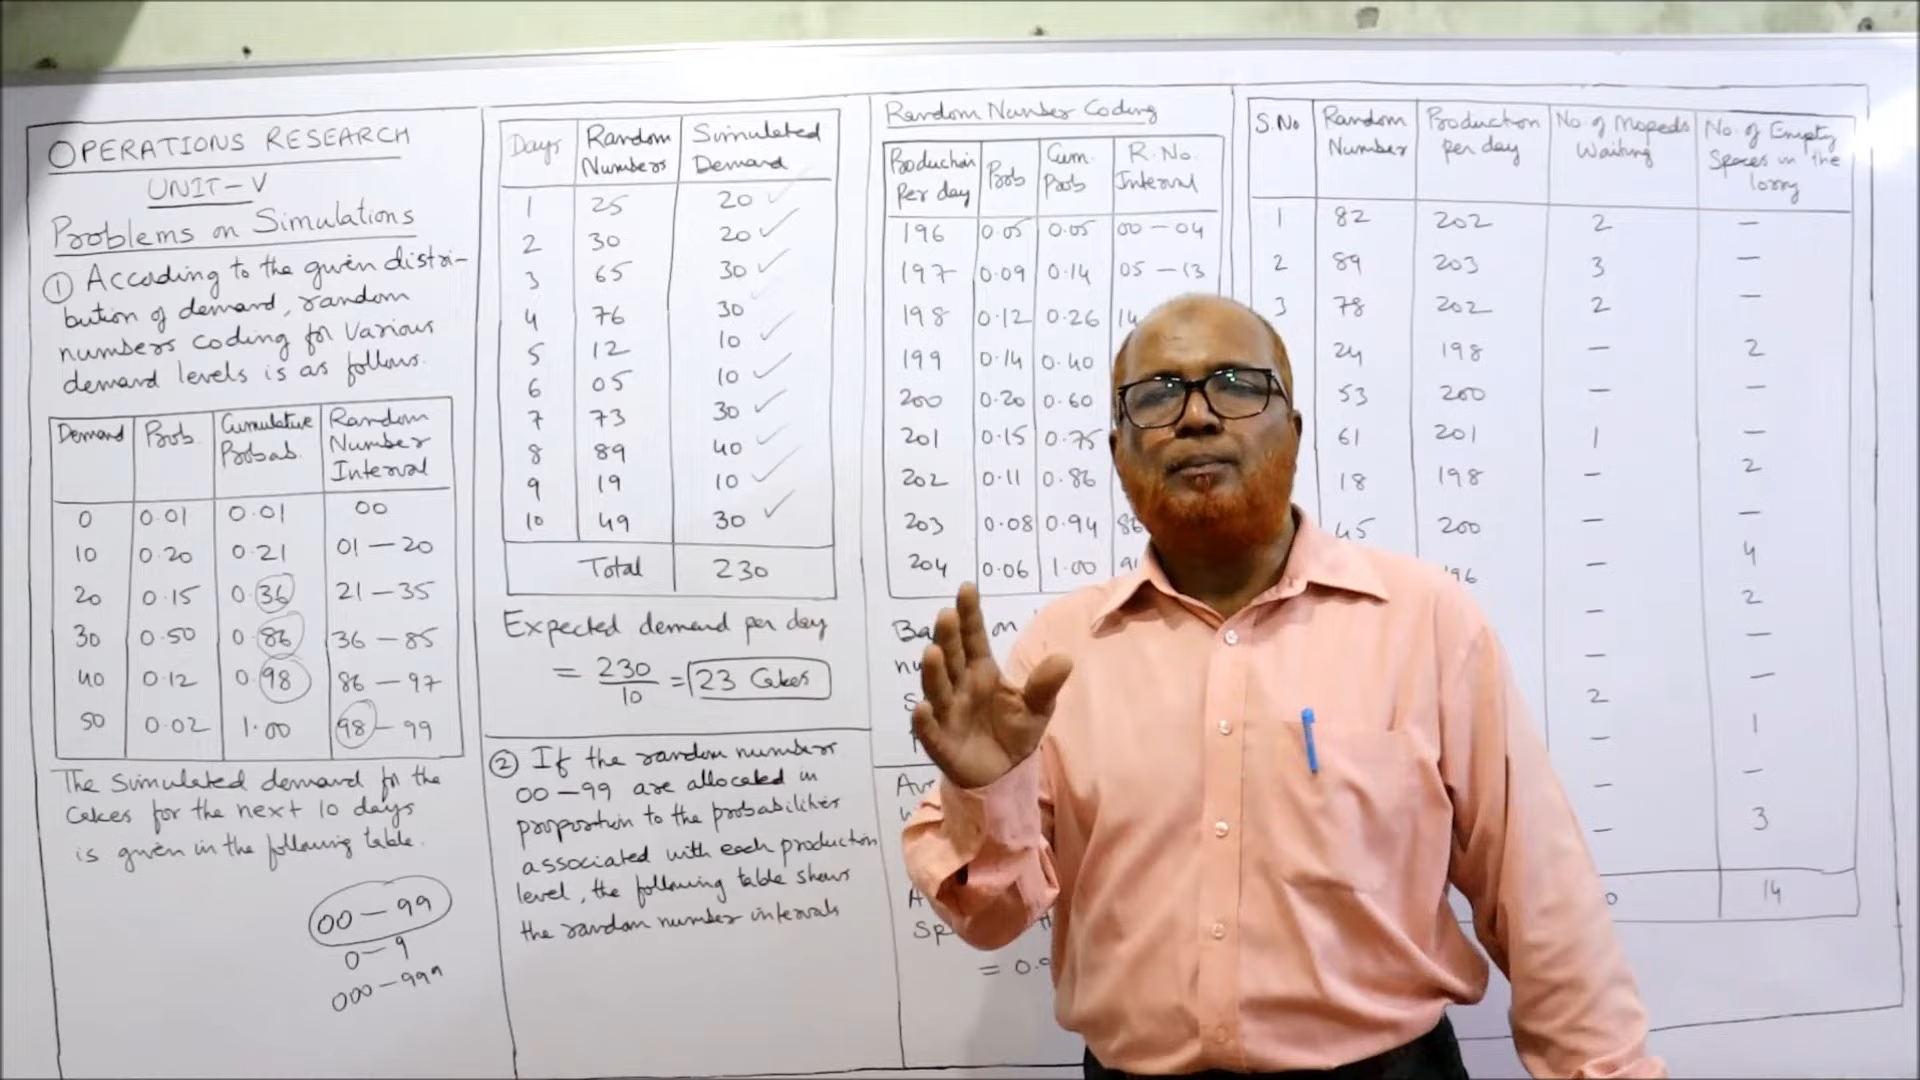 OPERATIONS RESEARCH
UNIT-V
Problems on Simulations
① According to the given distri-
bution of demand, random
numbers coding for various
demand levels is as follows.
Demand Prob. Cumulative Probab. Random Number Interval
0 0.01 0.01 00
10 0.20 0.21 01-20
20 0.15 0.36 21-35
30 0.50 0.86 36-85
40 0.12 0.98 86-97
50 0.02 1.00 98-99
The simulated demand for the
cakes for the next 10 days
is given in the following table.
00-99
0-9
000-999
Days Random Numbers Simulated Demand
1 25 20 ✓
2 30 20 ✓
3 65 30 ✓
4 76 30
5 12 10 ✓
6 05 10 ✓
7 73 30 ✓
8 89 40 ✓
9 19 10 ✓
10 49 30 ✓
Total 230
Expected demand per day
= 230/10 = 23 Cakes
② If the random numbers
00-99 are allocated in
proportion to the probabilities
associated with each production
level, the following table shows
the random number intervals
Random Number Coding
Production Per day Prob Cum. Prob R.No. Interval
196 0.05 0.05 00-04
197 0.09 0.14 05-13
198 0.12 0.26 14
199 0.14 0.40
200 0.20 0.60
201 0.15 0.75
202 0.11 0.86
203 0.08 0.94 86
204 0.06 1.00
on
=
S.No Random Number Production per day No. of Mopeds Waiting No. of Empty Spaces in the lorry
1 82 202 2 -
2 89 203 3 -
3 78 202 2 -
24 198 - 2
53 200 - -
61 201 1 -
18 198 - 2
45 200 - -
96 - 4
- 2
- -
2 -
- 1
- -
- 3
14